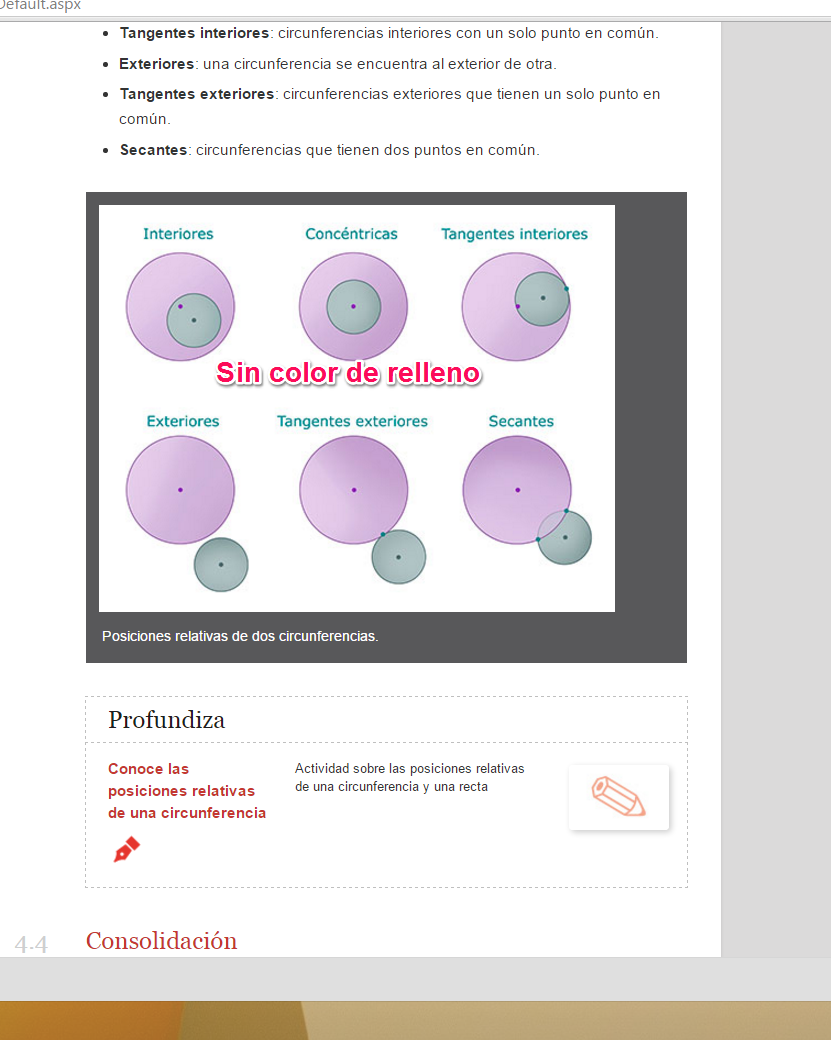 Default.aspx
• Tangentes interiores: circunferencias interiores con un solo punto en común.
• Exteriores: una circunferencia se encuentra al exterior de otra.
• Tangentes exteriores: circunferencias exteriores que tienen un solo punto en
común.
• Secantes: circunferencias que tienen dos puntos en común.
Interiores Concéntricas Tangentes interiores
Sin color de relleno
Exteriores Tangentes exteriores Secantes
Posiciones relativas de dos circunferencias.
Profundiza
Conoce las
posiciones relativas
de una circunferencia
Actividad sobre las posiciones relativas
de una circunferencia y una recta
4.4 Consolidación